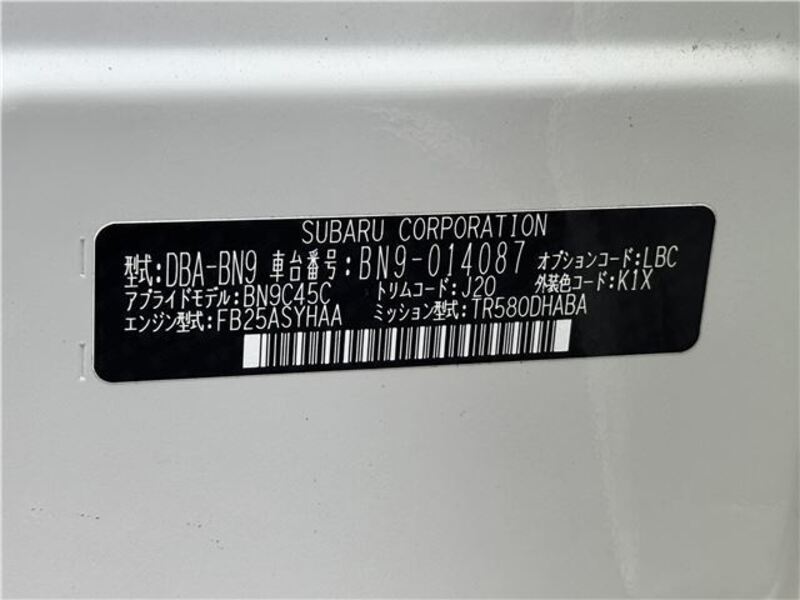 SUBARU CORPORATION
型式:DBA-BN9 車台番号:BN9-014087 オプションコード:LBC
アプライドモデル:BN9C45C トリムコード:J20 外装色コード:K1X
エンジン型式:FB25ASYHAA ミッション型式:TR580DHABA